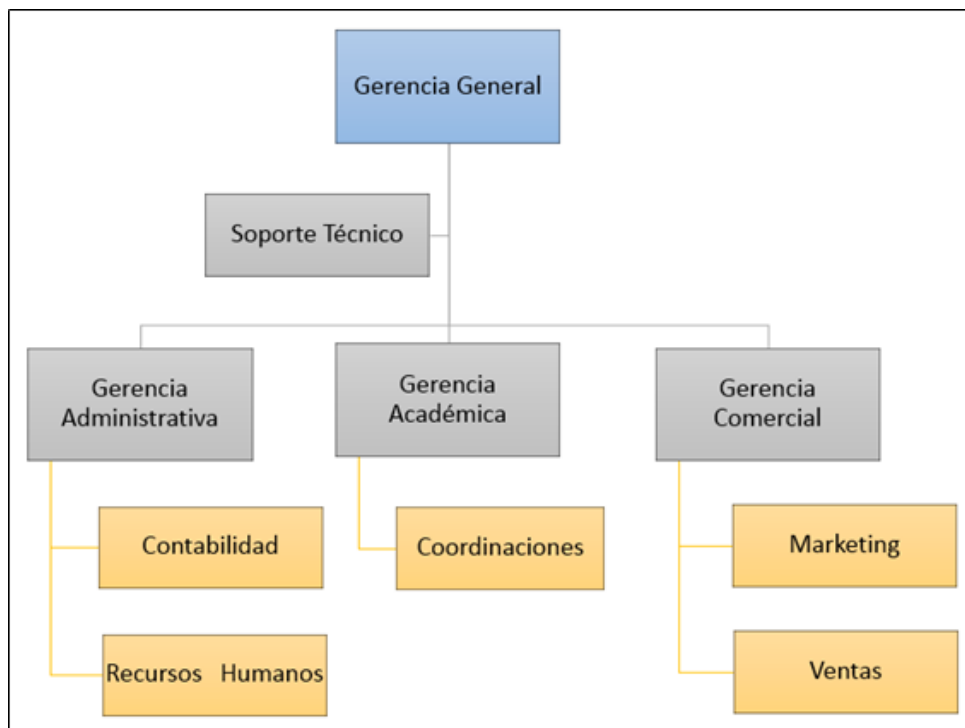 Gerencia General
Soporte Técnico
Gerencia
Administrativa
Gerencia
Académica
Gerencia
Comercial
Contabilidad
Recursos Humanos
Coordinaciones
Marketing
Ventas